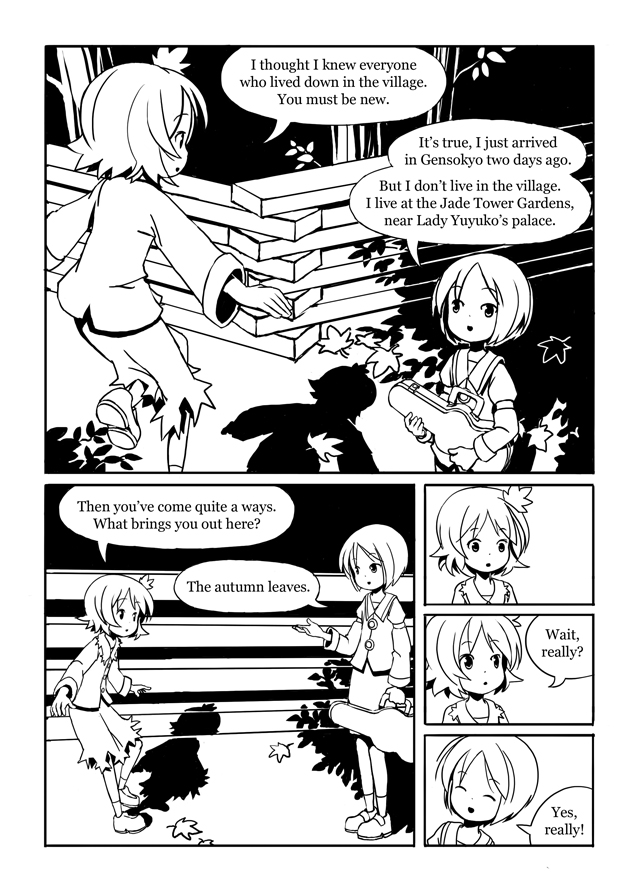 I thought I knew everyone
who lived down in the village.
You must be new.
It's true, I just arrived
in Gensokyo two days ago.
But I don't live in the village.
I live at the Jade Tower Gardens,
near Lady Yuyuko's palace.
Then you've come quite a ways.
What brings you out here?
The autumn leaves.
Wait,
really?
Yes,
really!